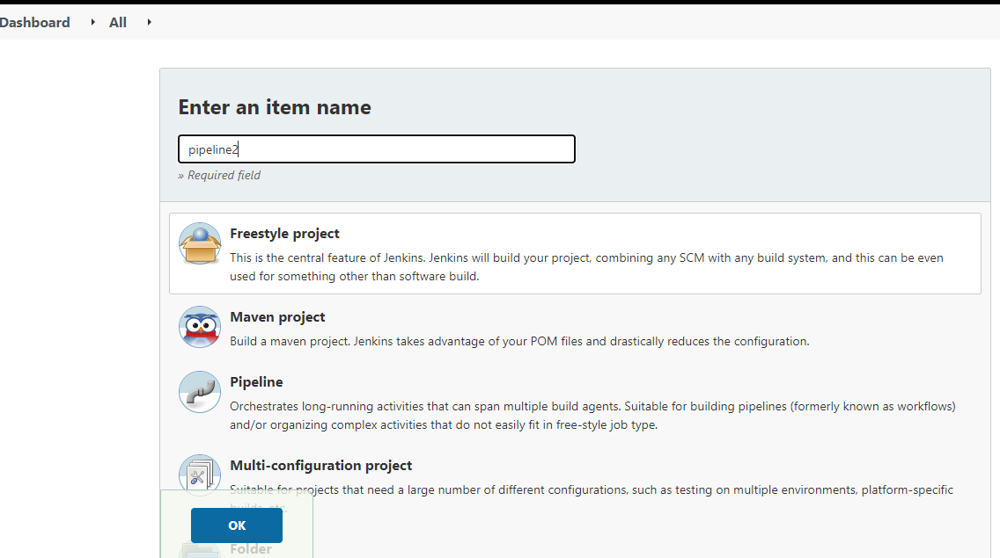 Dashboard All
Enter an item name
pipeline2
» Required field
Freestyle project
This is the central feature of Jenkins. Jenkins will build your project, combining any SCM with any build system, and this can be even
used for something other than software build.
Maven project
Build a maven project. Jenkins takes advantage of your POM files and drastically reduces the configuration.
Pipeline
Orchestrates long-running activities that can span multiple build agents. Suitable for building pipelines (formerly known as workflows)
and/or organizing complex activities that do not easily fit in free-style job type.
Multi-configuration project
Suitable for projects that need a large number of different configurations, such as testing on multiple environments, platform-specific
builds, etc.
OK
Folder